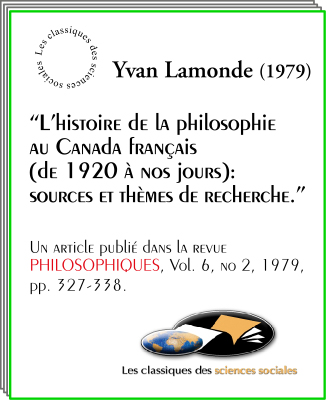 Les classiques des sciences sociales
Yvan Lamonde (1979)
“L’histoire de la philosophie
au Canada français
(de 1920 à nos jours):
sources et thèmes de recherche.”
Un article publié dans la revue
PHILOSOPHIQUES, Vol. 6, no 2, 1979,
pp. 327-338.
Les classiques des sciences sociales